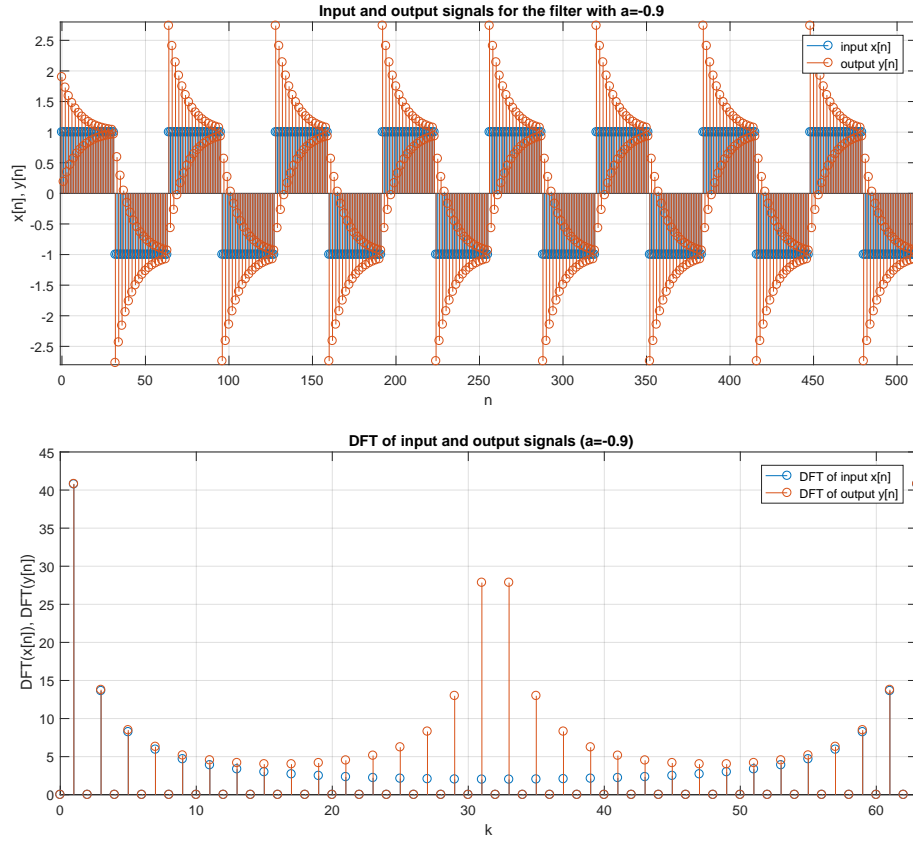 Input and output signals for the filter with a=-0.9
input x[n]
output y[n]
x[n], y[n]
2.5
2
1.5
1
0.5
0
-0.5
-1
-1.5
-2
-2.5
0 50 100 150 200 250 300 350 400 450 500
n
DFT of input and output signals (a=-0.9)
DFT of input x[n]
DFT of output y[n]
DFT(x[n]), DFT(y[n])
45
40
35
30
25
20
15
10
5
0
0 10 20 30 40 50 60
k